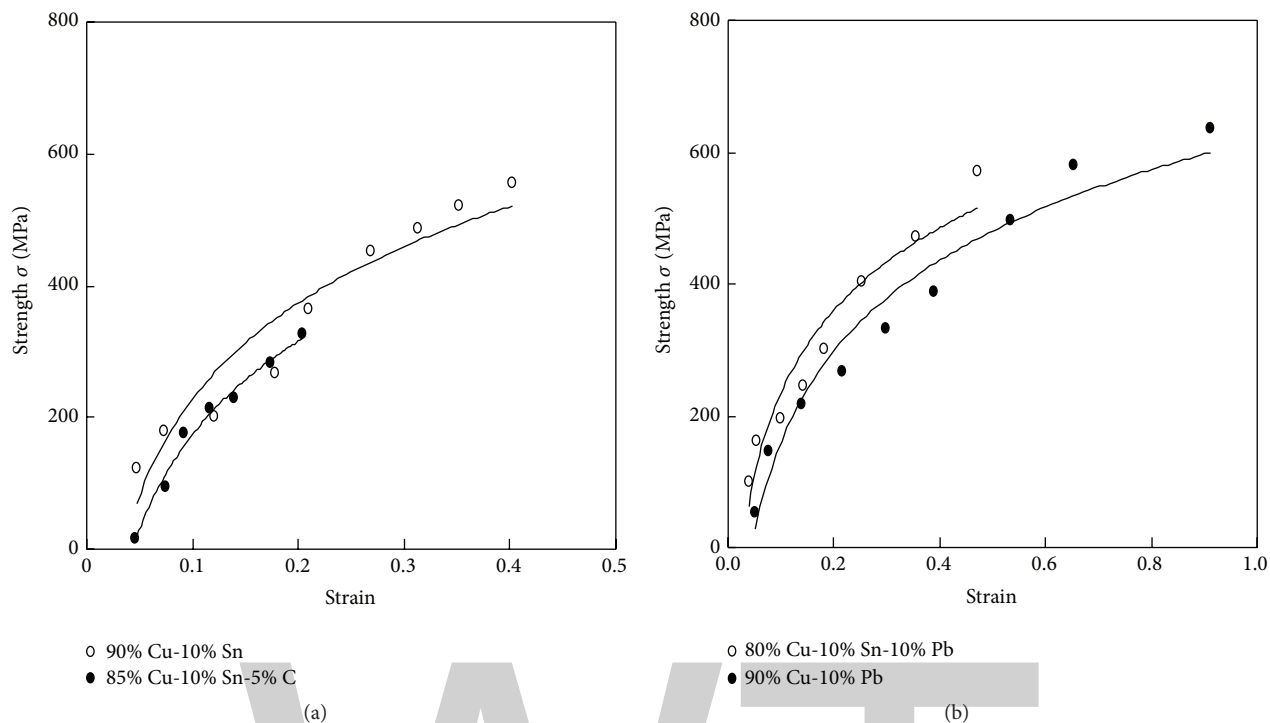 800
600
400
200
0
Strength σ (MPa)
0
0.1
0.2
0.3
0.4
0.5
Strain
90% Cu-10% Sn
85% Cu-10% Sn-5% C
(a)
800
600
400
200
0
Strength σ (MPa)
0.0
0.2
0.4
0.6
0.8
1.0
Strain
80% Cu-10% Sn-10% Pb
90% Cu-10% Pb
(b)